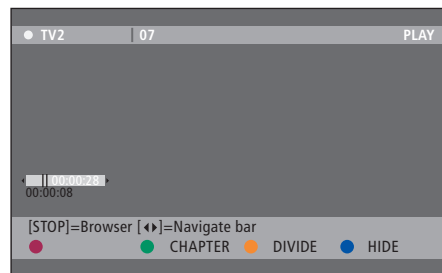 TV2 07 PLAY
00:00:28
00:00:08
[STOP]=Browser [◂▸]=Navigate bar
CHAPTER DIVIDE HIDE